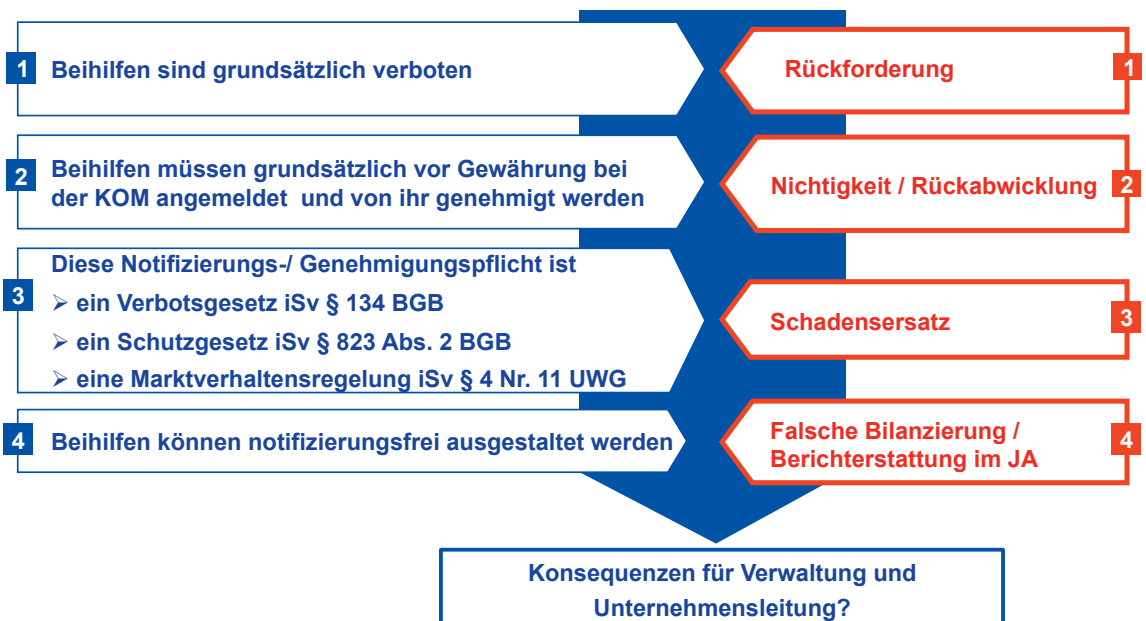 1 Beihilfen sind grundsätzlich verboten
2 Beihilfen müssen grundsätzlich vor Gewährung bei
der KOM angemeldet und von ihr genehmigt werden
3 Diese Notifizierungs-/ Genehmigungspflicht ist
➢ ein Verbotsgesetz iSv § 134 BGB
➢ ein Schutzgesetz iSv § 823 Abs. 2 BGB
➢ eine Marktverhaltensregelung iSv § 4 Nr. 11 UWG
4 Beihilfen können notifizierungsfrei ausgestaltet werden
Rückforderung 1
Nichtigkeit / Rückabwicklung 2
Schadensersatz 3
Falsche Bilanzierung / 4
Berichterstattung im JA
Konsequenzen für Verwaltung und
Unternehmensleitung?